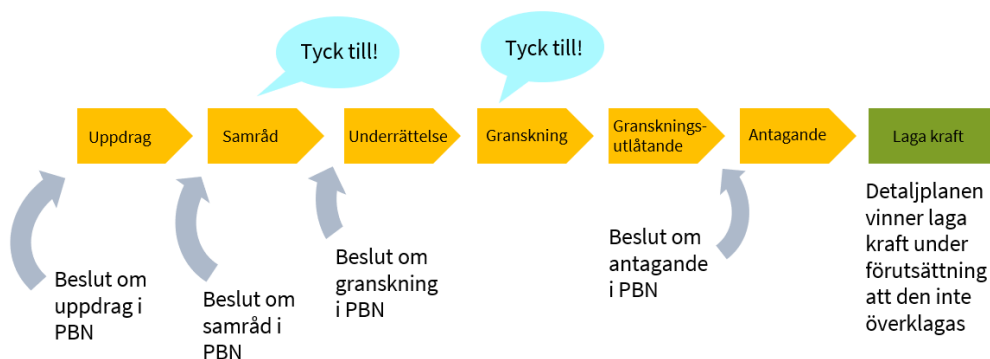 Tyck till!
Tyck till!
Uppdrag
Samråd
Underrättelse
Granskning
Gransknings-
utlåtande
Antagande
Laga kraft
Beslut om
uppdrag i
PBN
Beslut om
samråd i
PBN
Beslut om
granskning
i PBN
Beslut om
antagande
i PBN
Detaljplanen
vinner laga
kraft under
förutsättning
att den inte
överklagas